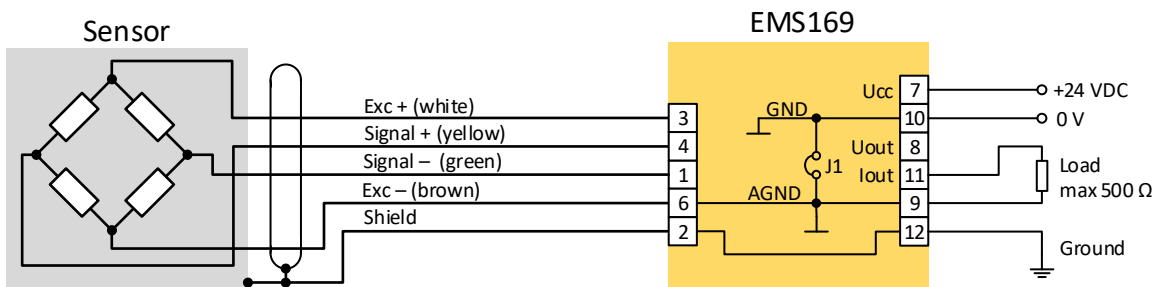 Sensor
EMS169
Exc + (white)
Signal + (yellow)
Signal – (green)
Exc – (brown)
Shield
3
4
1
6
2
GND
J1
AGND
Ucc
Uout
Iout
7
10
8
11
9
12
+24 VDC
0 V
Load
max 500 Ω
Ground